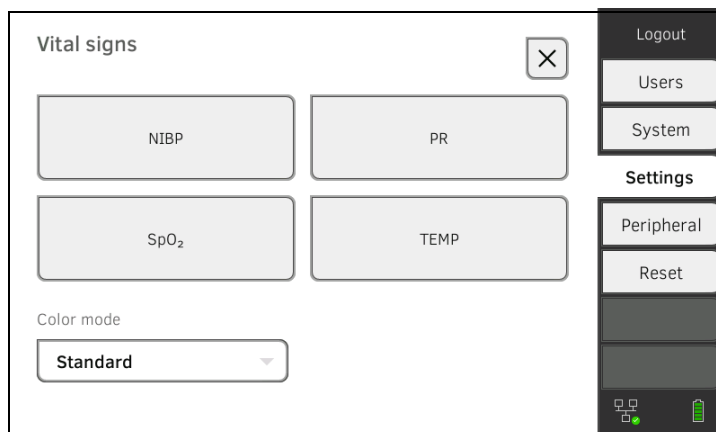 Vital signs
NIBP
PR
SpO₂
TEMP
Color mode
Standard
Logout
Users
System
Settings
Peripheral
Reset